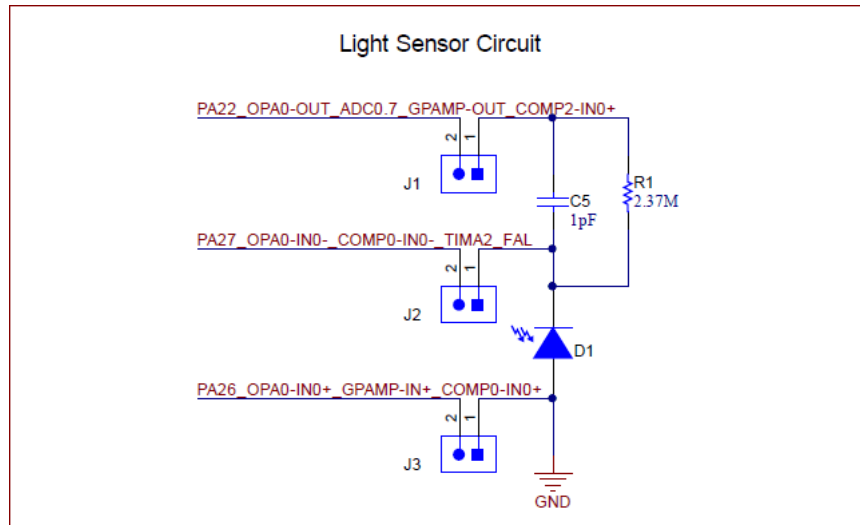 Light Sensor Circuit
PA22_OPA0-OUT_ADC0.7_GPAMP-OUT_COMP2-IN0+
2 1
J1
C5
1pF
R1
2.37M
PA27_OPA0-IN0-_COMP0-IN0-_TIMA2_FAL
2 1
J2
D1
PA26_OPA0-IN0+_GPAMP-IN+_COMP0-IN0+
2 1
J3
GND